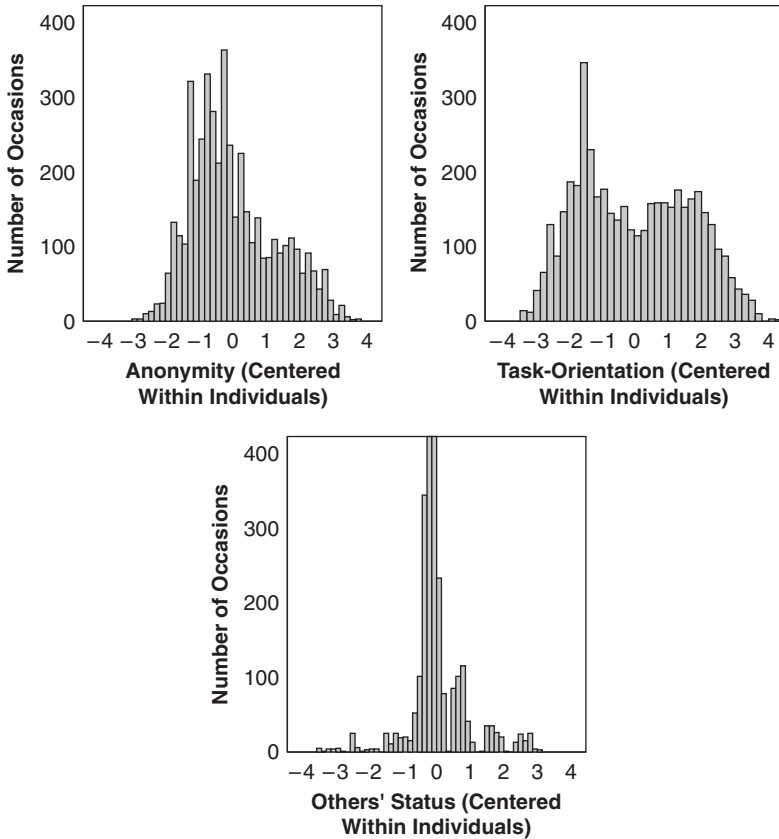 400
300
200
100
0
Number of Occasions
−4 −3 −2 −1 0 1 2 3 4
Anonymity (Centered
Within Individuals)
400
300
200
100
0
Number of Occasions
−4 −3 −2 −1 0 1 2 3 4
Task-Orientation (Centered
Within Individuals)
400
300
200
100
0
Number of Occasions
−4 −3 −2 −1 0 1 2 3 4
Others' Status (Centered
Within Individuals)